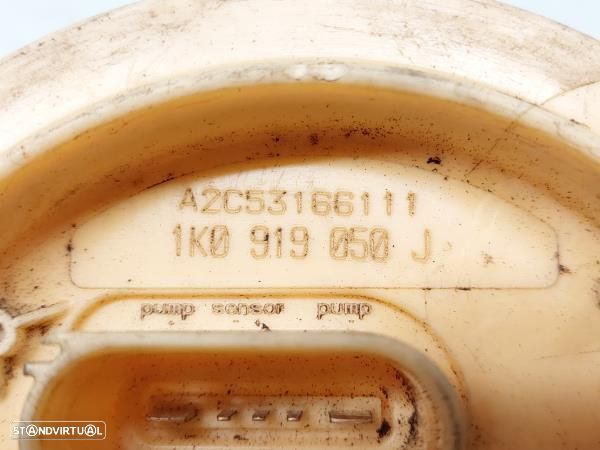 A2C53166111
1K0 919 050 J
pump sensor pump
STANDVIRTUAL